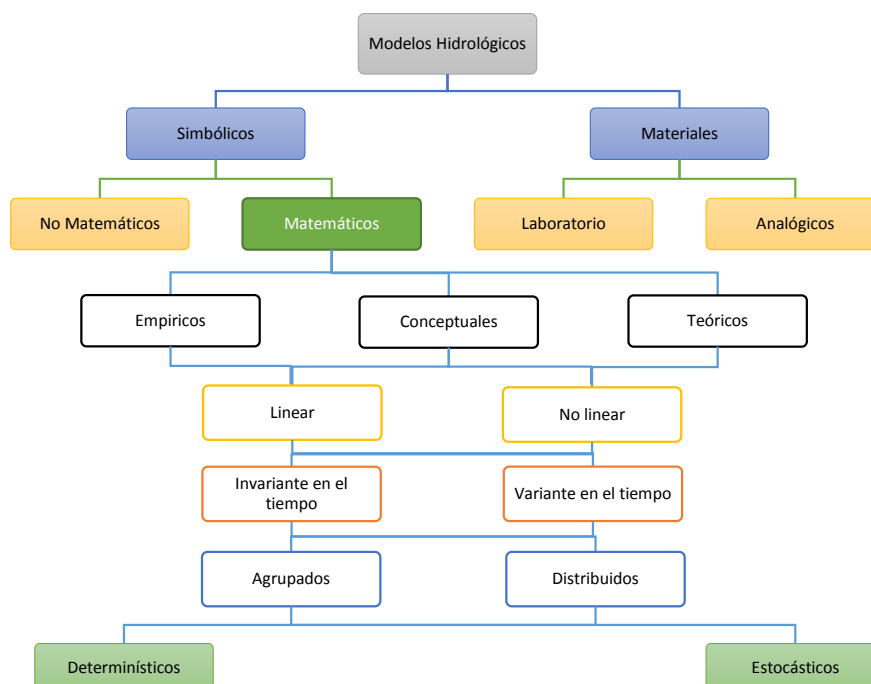 Modelos Hidrológicos
Simbólicos
Materiales
No Matemáticos
Matemáticos
Laboratorio
Analógicos
Empiricos
Conceptuales
Teóricos
Linear
No linear
Invariante en el
tiempo
Variante en el tiempo
Agrupados
Distribuidos
Determinísticos
Estocásticos